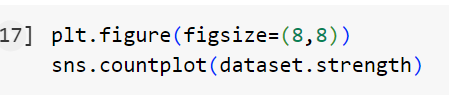 17] plt.figure(figsize=(8,8))
sns.countplot(dataset.strength)